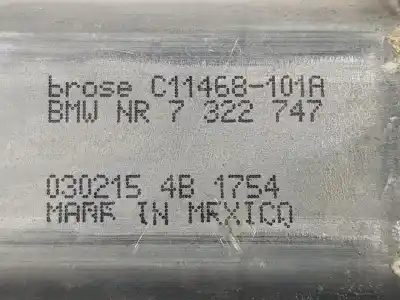 brose C11468-101A
BMW NR 7 322 747
030215 4B 1754
MADE IN MEXICO